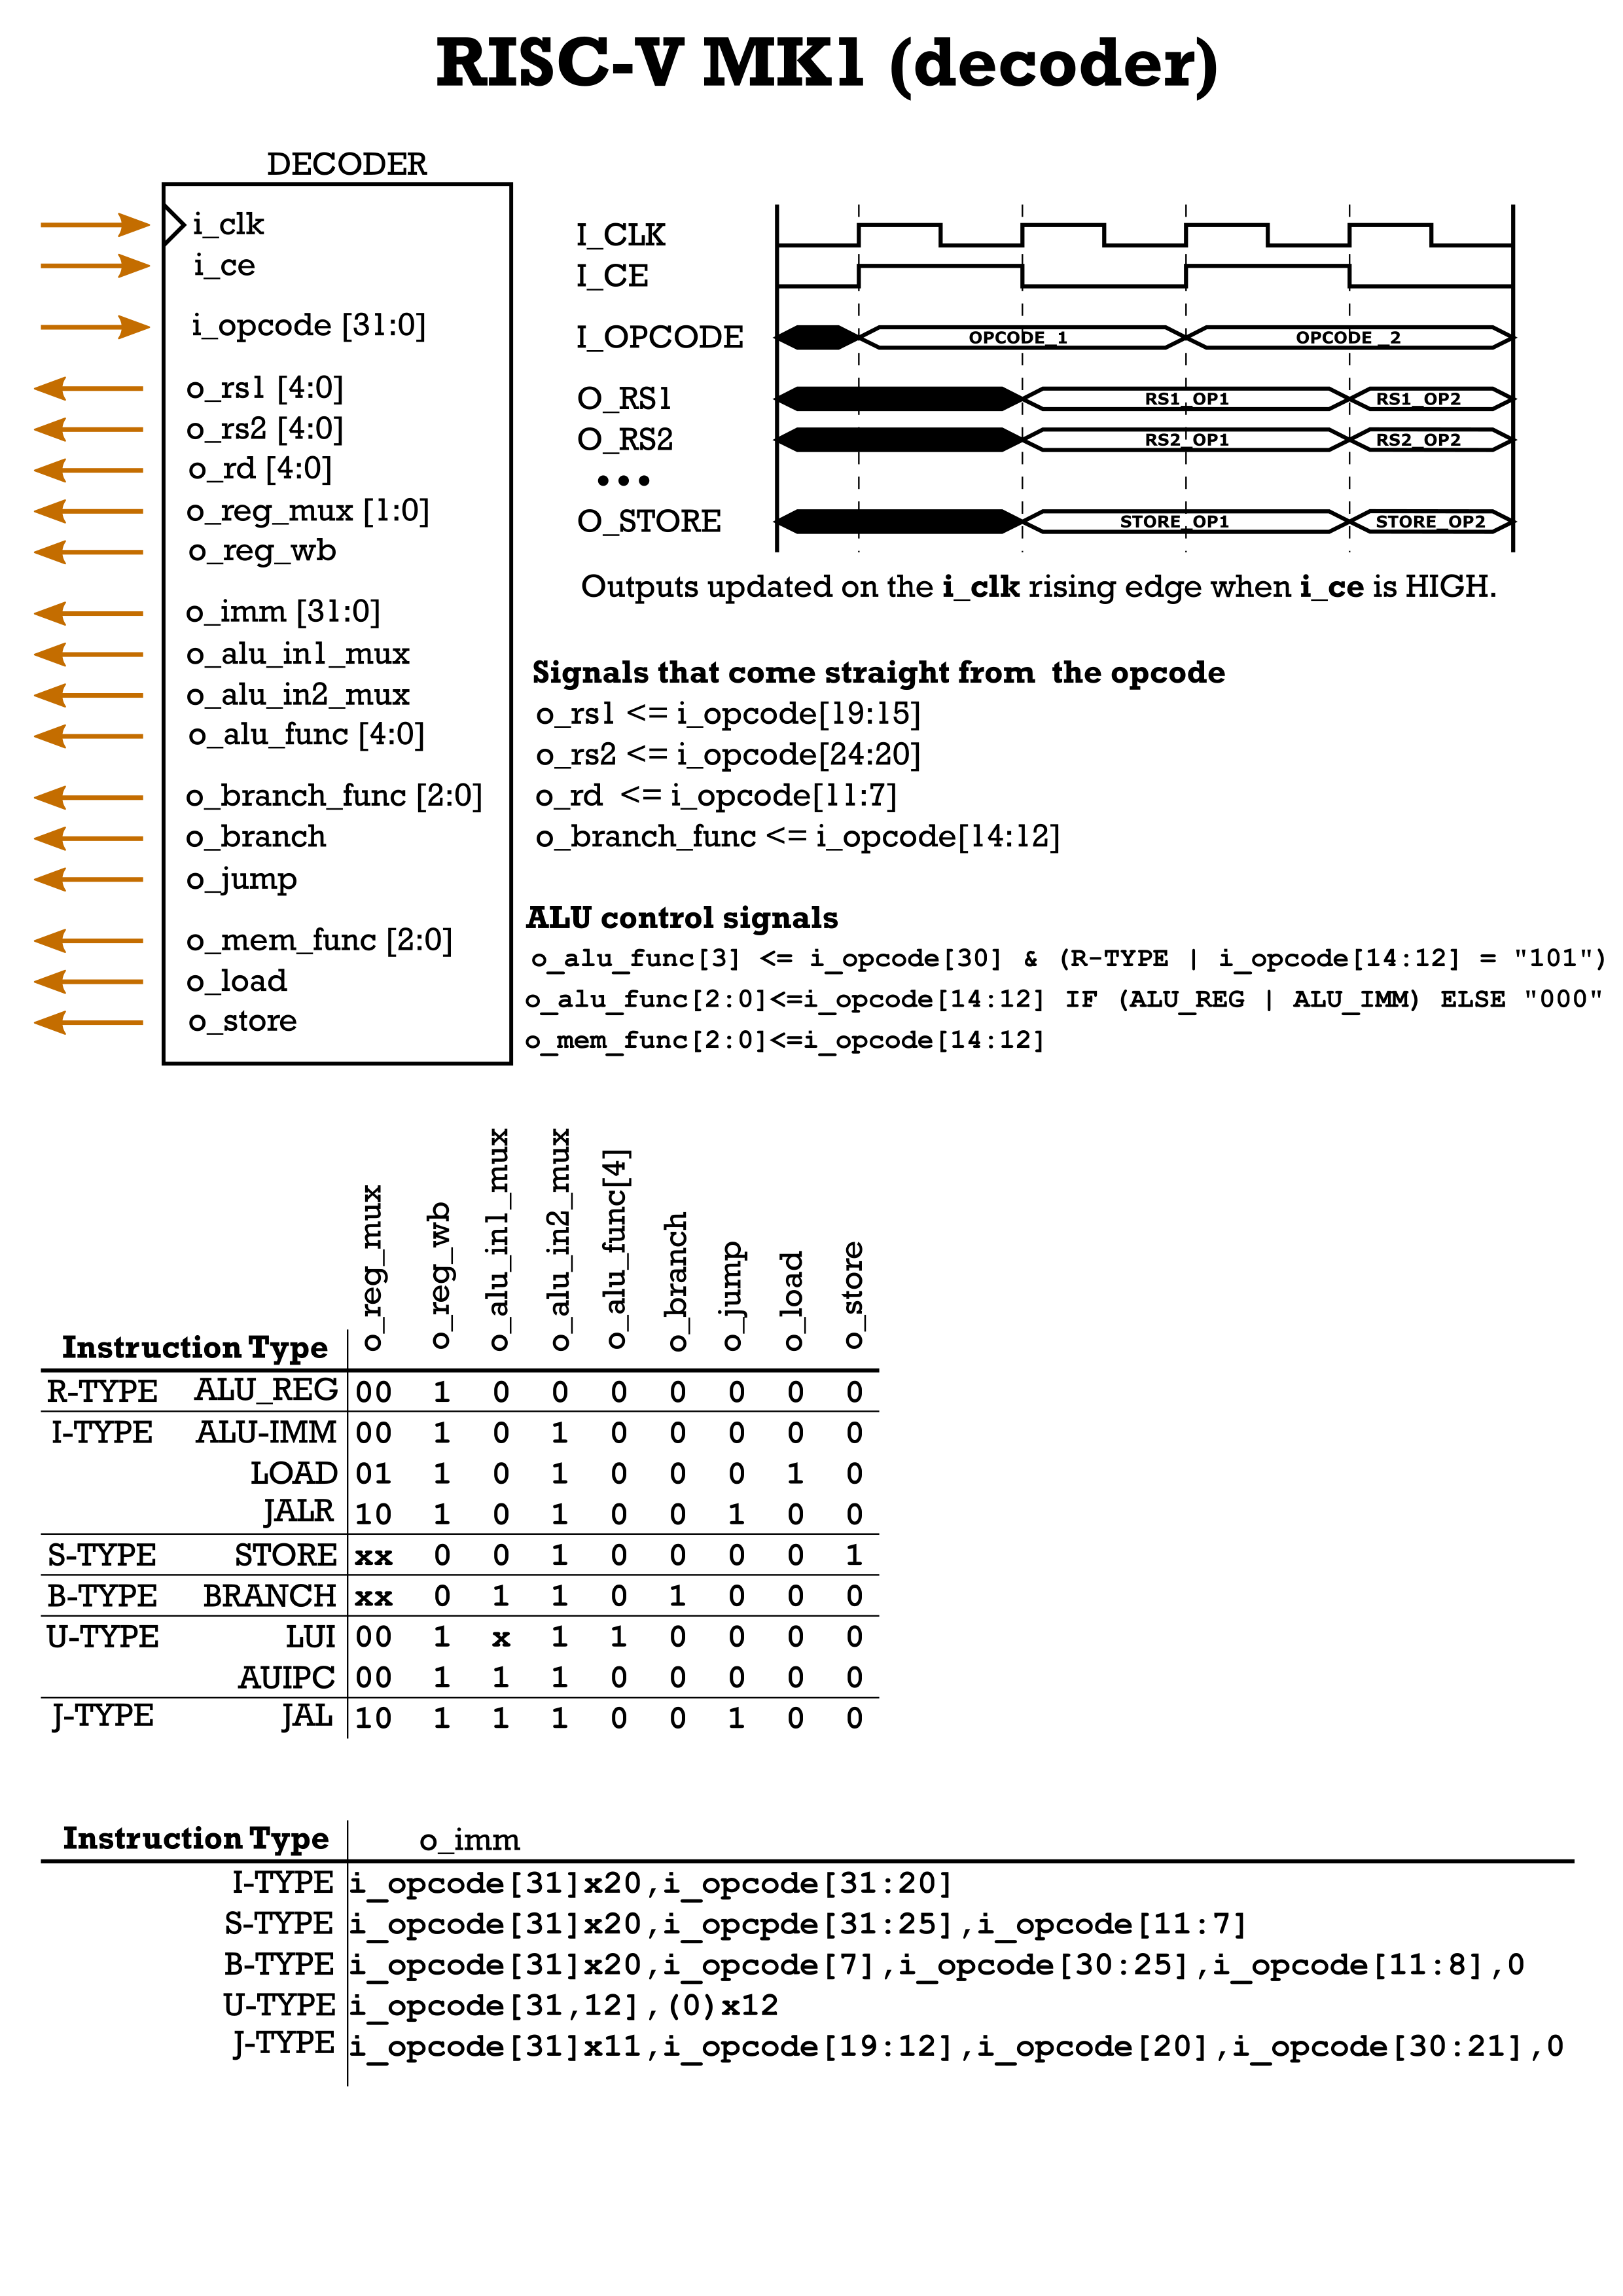 RISC-V MK1 (decoder)
DECODER
i_clk
i_ce
i_opcode [31:0]
o_rs1 [4:0]
o_rs2 [4:0]
o_rd [4:0]
o_reg_mux [1:0]
o_reg_wb
o_imm [31:0]
o_alu_in1_mux
o_alu_in2_mux
o_alu_func [4:0]
o_branch_func [2:0]
o_branch
o_jump
o_mem_func [2:0]
o_load
o_store
I_CLK
I_CE
I_OPCODE OPCODE_1 OPCODE _2
O_RS1 RS1_OP1 RS1_OP2
O_RS2 RS2_OP1 RS2_OP2
•••
O_STORE STORE_OP1 STORE_OP2
Outputs updated on the i_clk rising edge when i_ce is HIGH.
Signals that come straight from the opcode
o_rs1 <= i_opcode[19:15]
o_rs2 <= i_opcode[24:20]
o_rd <= i_opcode[11:7]
o_branch_func <= i_opcode[14:12]
ALU control signals
o_alu_func[3] <= i_opcode[30] & (R-TYPE | i_opcode[14:12] = "101")
o_alu_func[2:0]<=i_opcode[14:12] IF (ALU_REG | ALU_IMM) ELSE "000"
o_mem_func[2:0]<=i_opcode[14:12]
Instruction Type o_reg_mux o_reg_wb o_alu_in1_mux o_alu_in2_mux o_alu_func[4] o_branch o_jump o_load o_store
R-TYPE ALU_REG 00 1 0 0 0 0 0 0 0
I-TYPE ALU-IMM 00 1 0 1 0 0 0 0 0
LOAD 01 1 0 1 0 0 0 1 0
JALR 10 1 0 1 0 0 1 0 0
S-TYPE STORE xx 0 0 1 0 0 0 0 1
B-TYPE BRANCH xx 0 1 1 0 1 0 0 0
U-TYPE LUI 00 1 x 1 1 0 0 0 0
AUIPC 00 1 1 1 0 0 0 0 0
J-TYPE JAL 10 1 1 1 0 0 1 0 0
Instruction Type o_imm
I-TYPE i_opcode[31]x20,i_opcode[31:20]
S-TYPE i_opcode[31]x20,i_opcpde[31:25],i_opcode[11:7]
B-TYPE i_opcode[31]x20,i_opcode[7],i_opcode[30:25],i_opcode[11:8],0
U-TYPE i_opcode[31,12],(0)x12
J-TYPE i_opcode[31]x11,i_opcode[19:12],i_opcode[20],i_opcode[30:21],0